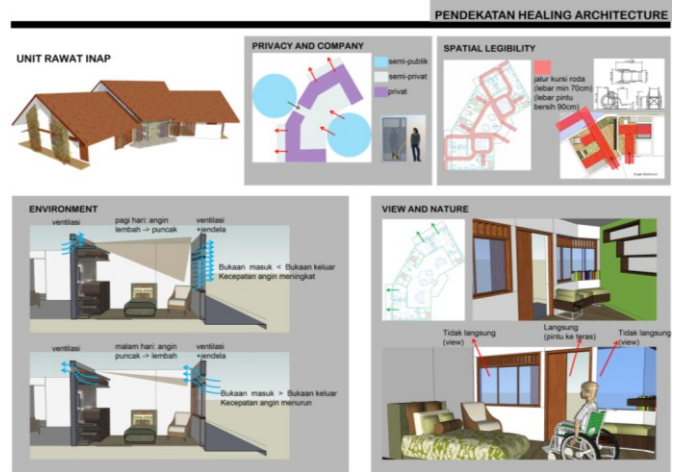 PENDEKATAN HEALING ARCHITECTURE
UNIT RAWAT INAP
PRIVACY AND COMPANY
semi-publik
semi-privat
privat
SPATIAL LEGIBILITY
jalur kursi roda
(lebar min 70cm)
(lebar pintu
bersih 90cm)
ENVIRONMENT
ventilasi
pagi hari: angin
lembah -> puncak
ventilasi
+jendela
Bukaan masuk < Bukaan keluar
Kecepatan angin meningkat
ventilasi
malam hari: angin
puncak -> lembah
ventilasi
+jendela
Bukaan masuk > Bukaan keluar
Kecepatan angin menurun
VIEW AND NATURE
Tidak langsung
(view)
Langsung
(pintu ke teras)
Tidak langsung
(view)